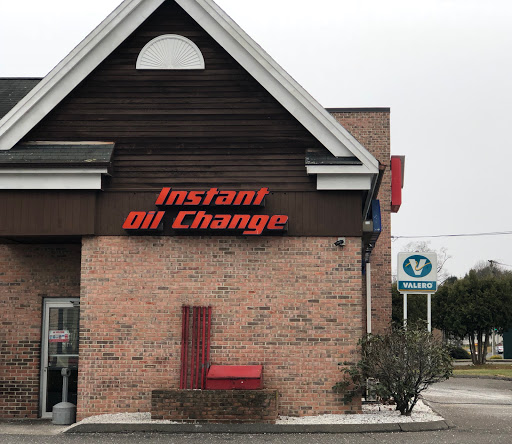 Instant
Oil Change
V
VALERO